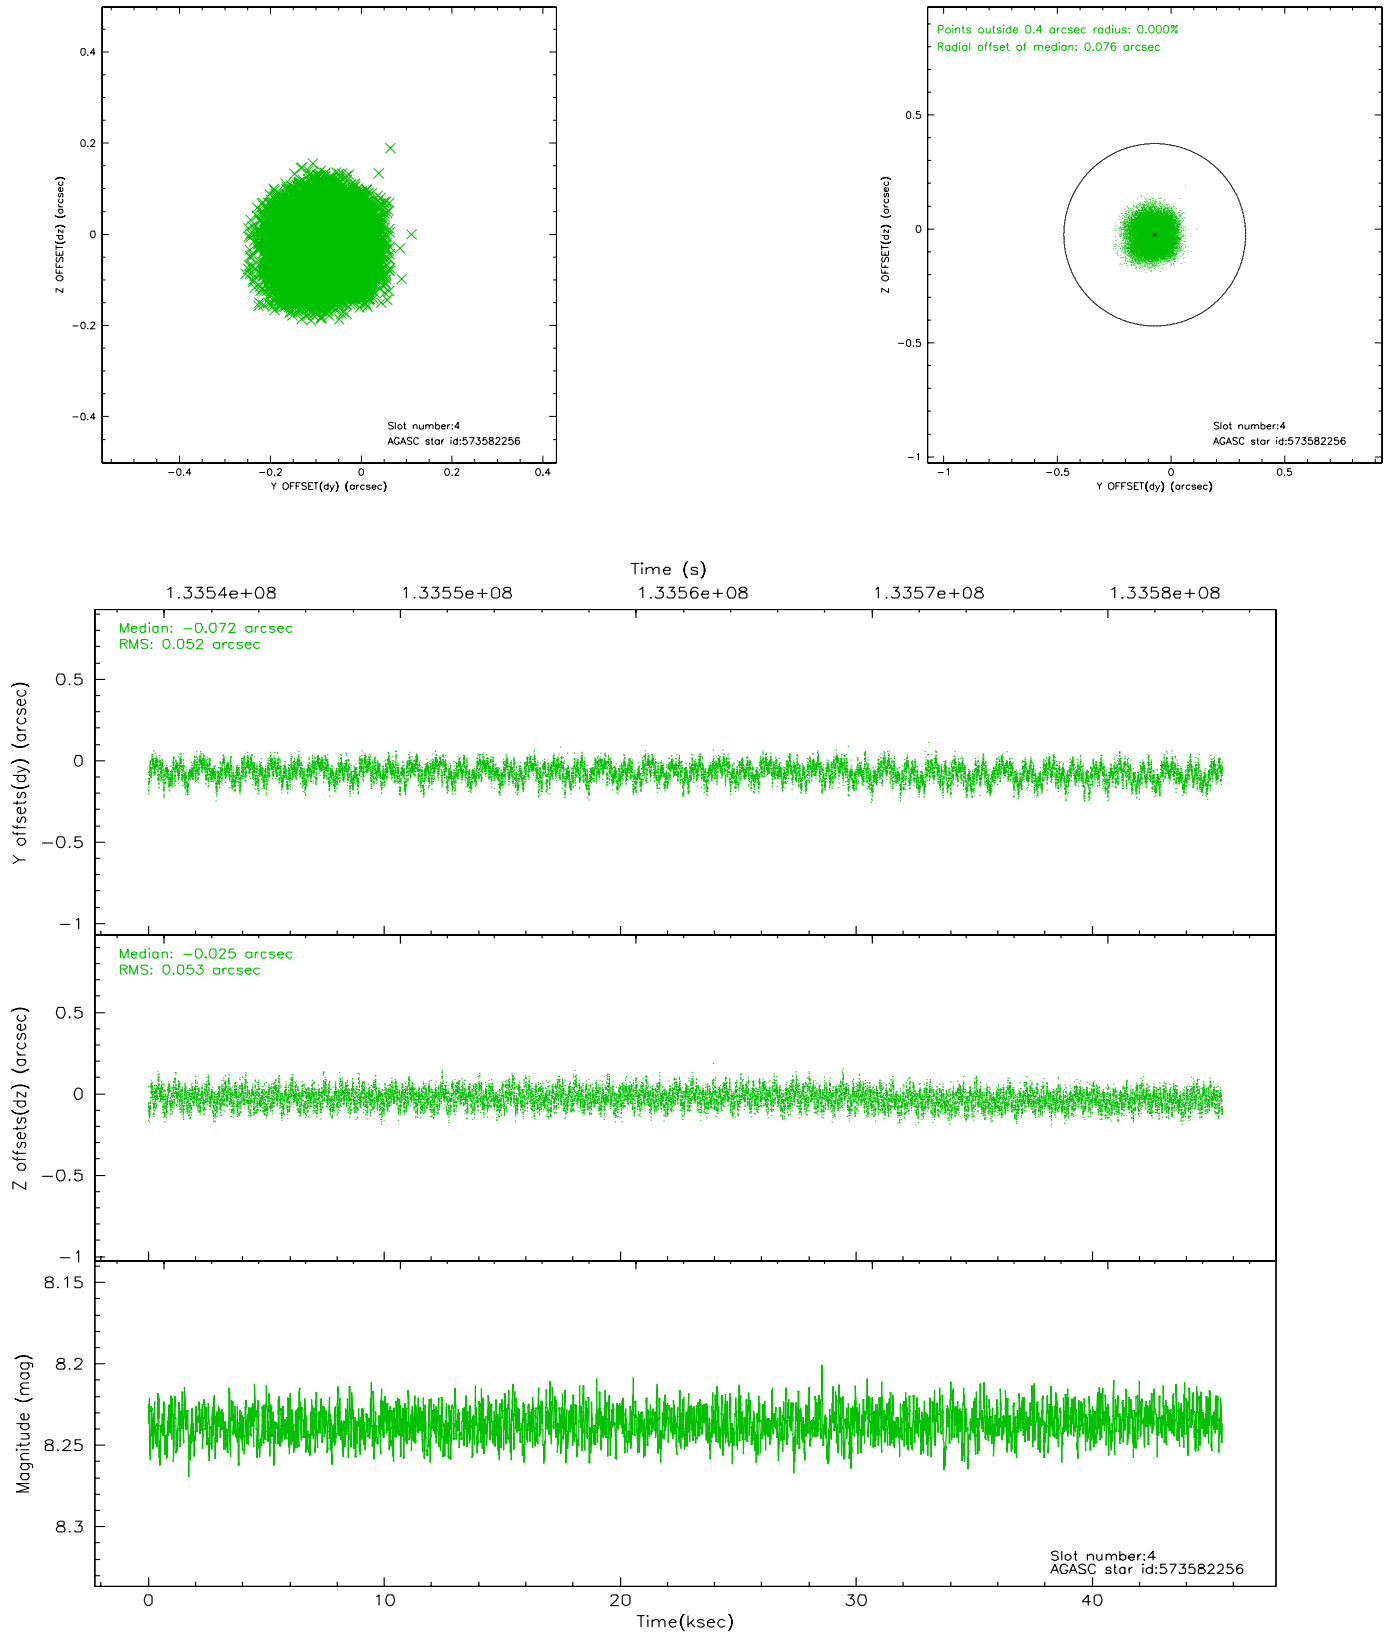 0.4
0.2
0
-0.2
-0.4
Z OFFSET(dz) (arcsec)
Slot number:4
AGASC star id:573582256
-0.4 -0.2 0 0.2 0.4
Y OFFSET(dy) (arcsec)
Points outside 0.4 arcsec radius: 0.000%
Radial offset of median: 0.076 arcsec
0.5
0
-0.5
-1
Z OFFSET(dz) (arcsec)
Slot number:4
AGASC star id:573582256
-1 -0.5 0 0.5
Y OFFSET(dy) (arcsec)
Time (s)
1.3354e+08 1.3355e+08 1.3356e+08 1.3357e+08 1.3358e+08
Median: -0.072 arcsec
RMS: 0.052 arcsec
0.5
0
-0.5
-1
Y offsets(dy) (arcsec)
Median: -0.025 arcsec
RMS: 0.053 arcsec
0.5
0
-0.5
-1
Z offsets(dz) (arcsec)
8.15
8.2
8.25
8.3
Magnitude (mag)
Slot number:4
AGASC star id:573582256
0 10 20 30 40
Time(ksec)